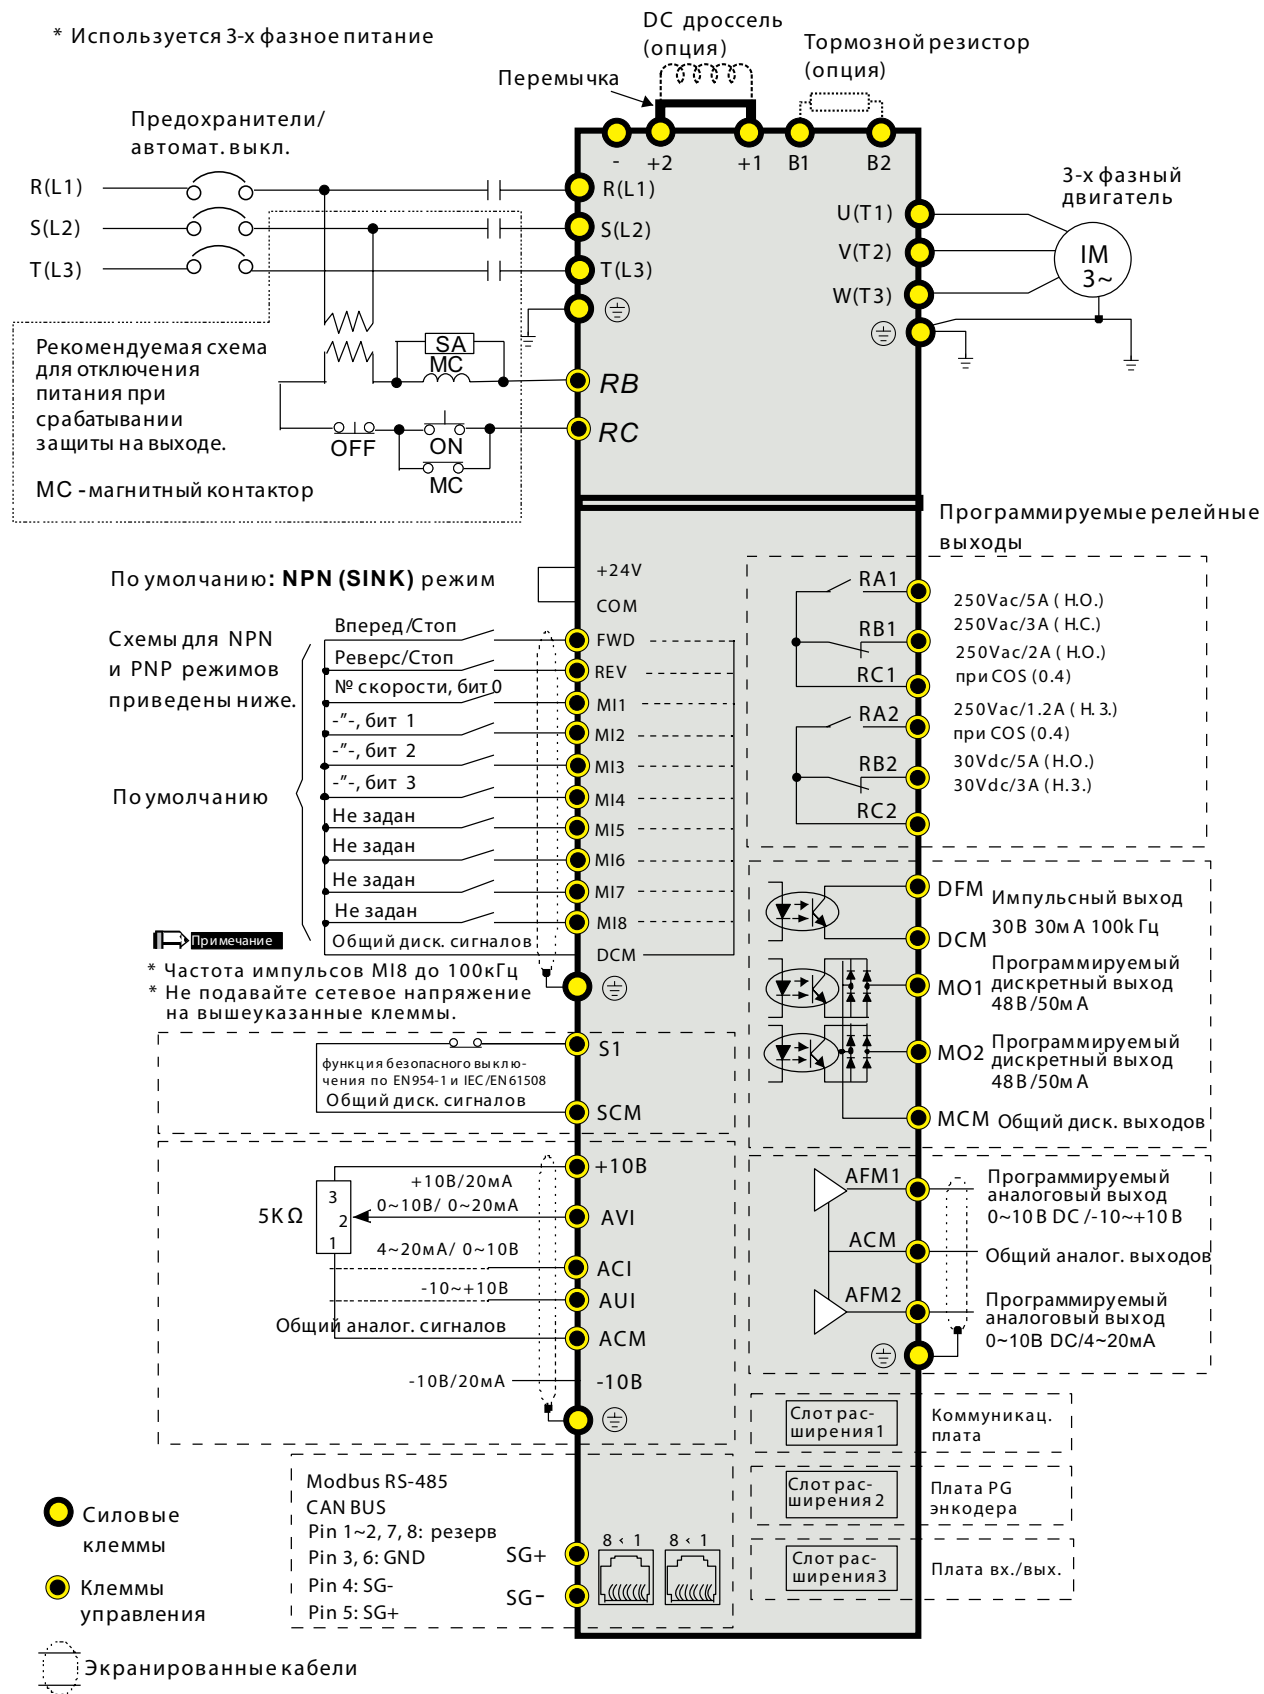 * Используется 3-х фазное питание
DC дроссель
(опция)
Тормозной резистор
(опция)
Перемычка
Предохранители/
автомат. выкл.
- +2 +1 B1 B2
R(L1)
S(L2)
T(L3)
R(L1)
S(L2)
T(L3)
3-х фазный
двигатель
U(T1)
V(T2)
W(T3)
IM
3~
Рекомендуемая схема
для отключения
питания при
срабатывании
защиты на выходе.
МС - магнитный контактор
SA
MC
OFF
ON
MC
RB
RC
По умолчанию: NPN (SINK) режим
+24V
COM
Схемы для NPN
и PNP режимов
приведены ниже.
По умолчанию
Вперед/Стоп
FWD
Реверс/Стоп
REV
№ скорости, бит 0
MI1
-"-, бит 1
MI2
-"-, бит 2
MI3
-"-, бит 3
MI4
Не задан
MI5
Не задан
MI6
Не задан
MI7
Не задан
MI8
Общий диск. сигналов
DCM
Примечание
* Частота импульсов MI8 до 100кГц
* Не подавайте сетевое напряжение
на вышеуказанные клеммы.
Программируемые релейные
выходы
RA1
RB1
RC1
RA2
RB2
RC2
250Vac/5A ( Н.О.)
250Vac/3A ( Н.С.)
250Vac/2A ( Н.О.)
при COS (0.4)
250Vac/1.2A ( Н. З.)
при COS (0.4)
30Vdc/5A (Н.О.)
30Vdc/3A (Н.З.)
DFM
Импульсный выход
30В 30мА 100k Гц
DCM
MO1
Программируемый
дискретный выход
48В/50мА
MO2
Программируемый
дискретный выход
48В/50мА
MCM Общий диск. выходов
S1
функция безопасного выклю-
чения по EN954-1 и IEC/EN61508
Общий диск. сигналов
SCM
+10В
+10В/20мА
5K Ω
3
2
1
0~10В/ 0~20мА
AVI
4~20мА/ 0~10В
ACI
-10~+10В
AUI
Общий аналог. сигналов
ACM
-10В/20мА
-10В
AFM1
Программируемый
аналоговый выход
0~10 В DC /-10~+10 В
ACM
Общий аналог. выходов
AFM2
Программируемый
аналоговый выход
0~10В DC/4~20мА
Слот рас-
ширения1
Коммуникац.
плата
Слот рас-
ширения 2
Плата PG
энкодера
Слот рас-
ширения3
Плата вх./вых.
Modbus RS-485
CAN BUS
Pin 1~2, 7, 8: резерв
Pin 3, 6: GND
Pin 4: SG-
Pin 5: SG+
SG+
SG-
8 ‹ 1
8 ‹ 1
Силовые
клеммы
Клеммы
управления
Экранированные кабели